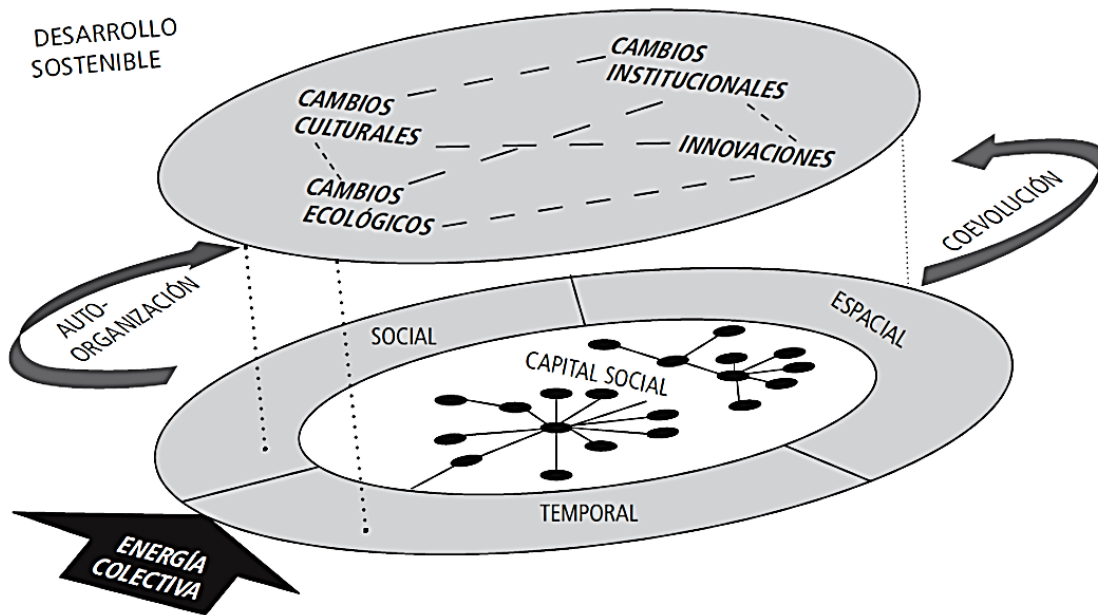 DESARROLLO
SOSTENIBLE
CAMBIOS
INSTITUCIONALES
CAMBIOS
CULTURALES
INNOVACIONES
CAMBIOS
ECOLÓGICOS
COEVOLUCIÓN
AUTO-
ORGANIZACIÓN
SOCIAL
ESPACIAL
CAPITAL SOCIAL
TEMPORAL
ENERGÍA
COLECTIVA